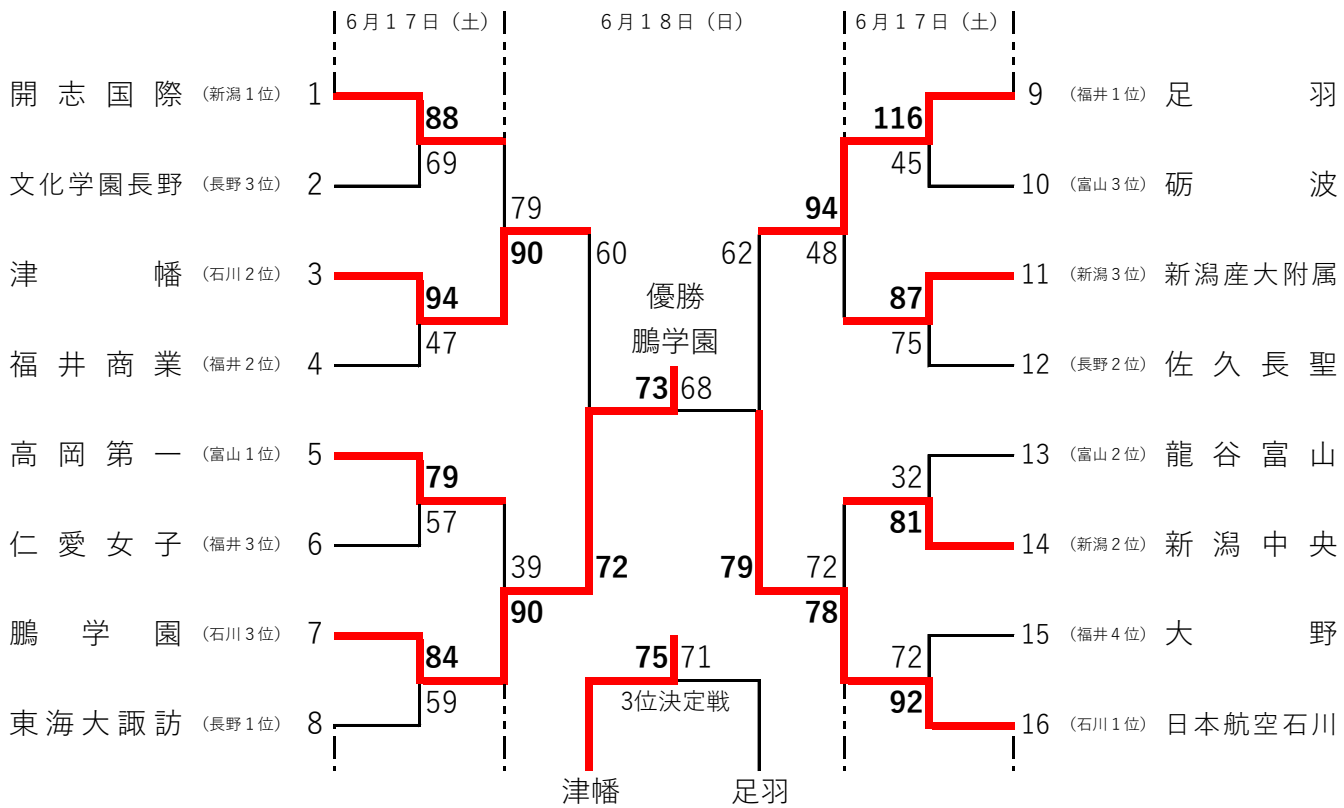 ６月１７日（土） ６月１８日（日） ６月１７日（土）
開志国際 （新潟１位） 1 9 （福井１位） 足羽
88 116
69 45
文化学園長野 （長野３位） 2 10 （富山３位） 砺波
79 94
90 60 62 48
津幡 （石川２位） 3 11 （新潟３位） 新潟産大附属
94 優勝 87
47 鵬学園 75
福井商業 （福井２位） 4 12 （長野２位） 佐久長聖
73 68
高岡第一 （富山１位） 5 13 （富山２位） 龍谷富山
79 32
57 81
仁愛女子 （福井３位） 6 14 （新潟２位） 新潟中央
39 72 79 72
90 78
鵬学園 （石川３位） 7 15 （福井４位） 大野
84 75 71 72
59 3位決定戦 92
東海大諏訪 （長野１位） 8 16 （石川１位） 日本航空石川
津幡 足羽